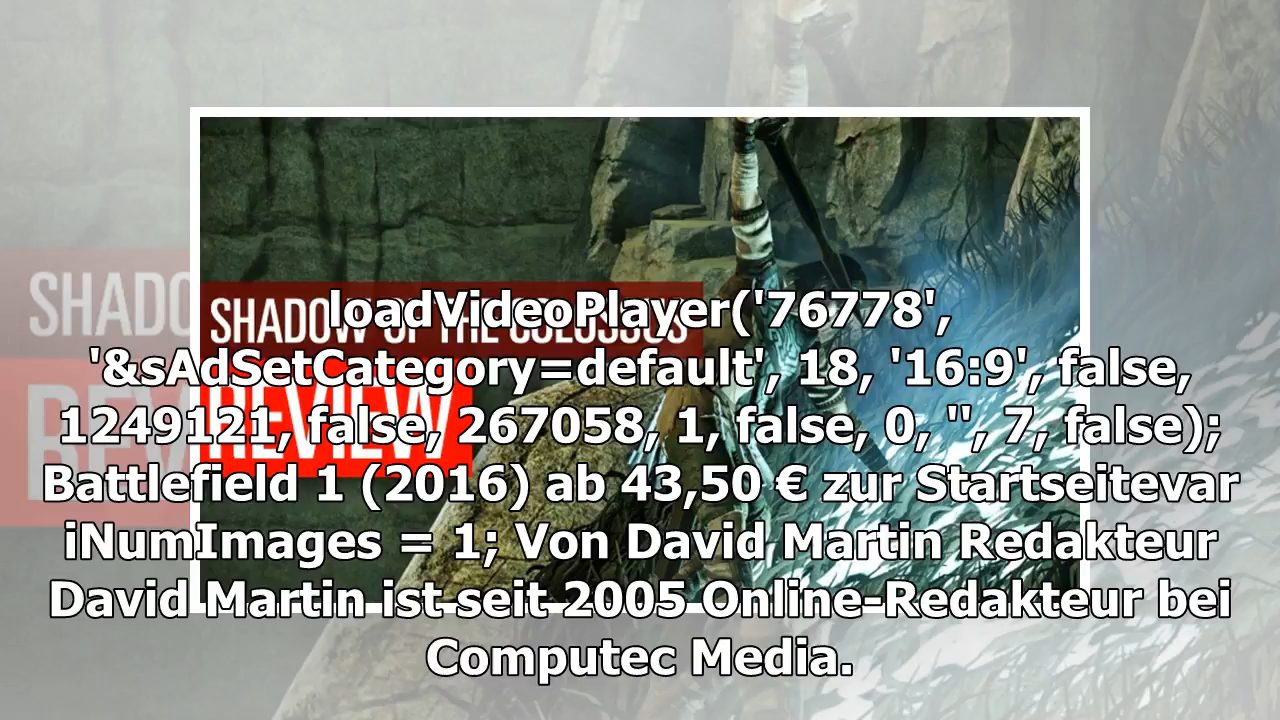 SHADO
REV
SHADOW OF THE COLOSSUS
REVIEW
loadVideoPlayer('76778',
'&sAdSetCategory=default', 18, '16:9', false,
1249121, false, 267058, 1, false, 0, '', 7, false);
Battlefield 1 (2016) ab 43,50 € zur Startseitevar
iNumImages = 1; Von David Martin Redakteur
David Martin ist seit 2005 Online-Redakteur bei
Computec Media.